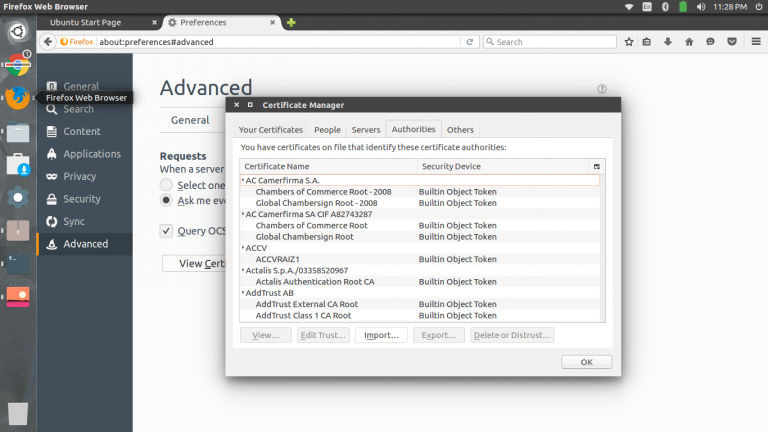 Firefox Web Browser
En
11:28 PM
Ubuntu Start Page
Preferences
Firefox
about:preferences#advanced
Search
1
General
Firefox Web Browser
Search
Content
Applications
Privacy
Security
Sync
Advanced
Advanced
General
Requests
When a server
Select one
Ask me eve
Query OCS
View Certi
Certificate Manager
Your Certificates
People
Servers
Authorities
Others
You have certificates on file that identify these certificate authorities:
Certificate Name Security Device
AC Camerfirma S.A.
Chambers of Commerce Root - 2008 Builtin Object Token
Global Chambersign Root - 2008 Builtin Object Token
AC Camerfirma SA CIF A82743287
Chambers of Commerce Root Builtin Object Token
Global Chambersign Root Builtin Object Token
ACCV
ACCVRAIZ1 Builtin Object Token
Actalis S.p.A./03358520967
Actalis Authentication Root CA Builtin Object Token
AddTrust AB
AddTrust External CA Root Builtin Object Token
AddTrust Class 1 CA Root Builtin Object Token
View... Edit Trust... Import... Export... Delete or Distrust...
OK